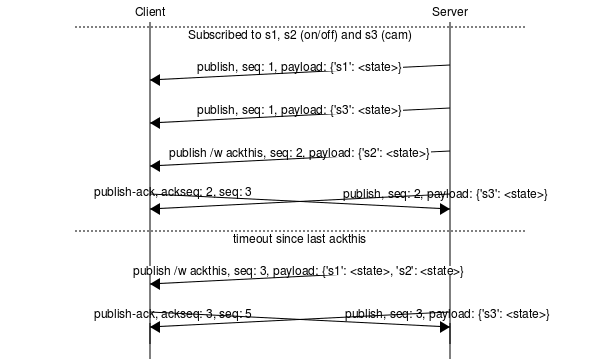 Client
Server
Subscribed to s1, s2 (on/off) and s3 (cam)
publish, seq: 1, payload: {'s1': <state>}
publish, seq: 1, payload: {'s3': <state>}
publish /w ackthis, seq: 2, payload: {'s2': <state>}
publish-ack, ackseq: 2, seq: 3
publish, seq: 2, payload: {'s3': <state>}
timeout since last ackthis
publish /w ackthis, seq: 3, payload: {'s1': <state>, 's2': <state>}
publish-ack, ackseq: 3, seq: 5
publish, seq: 3, payload: {'s3': <state>}